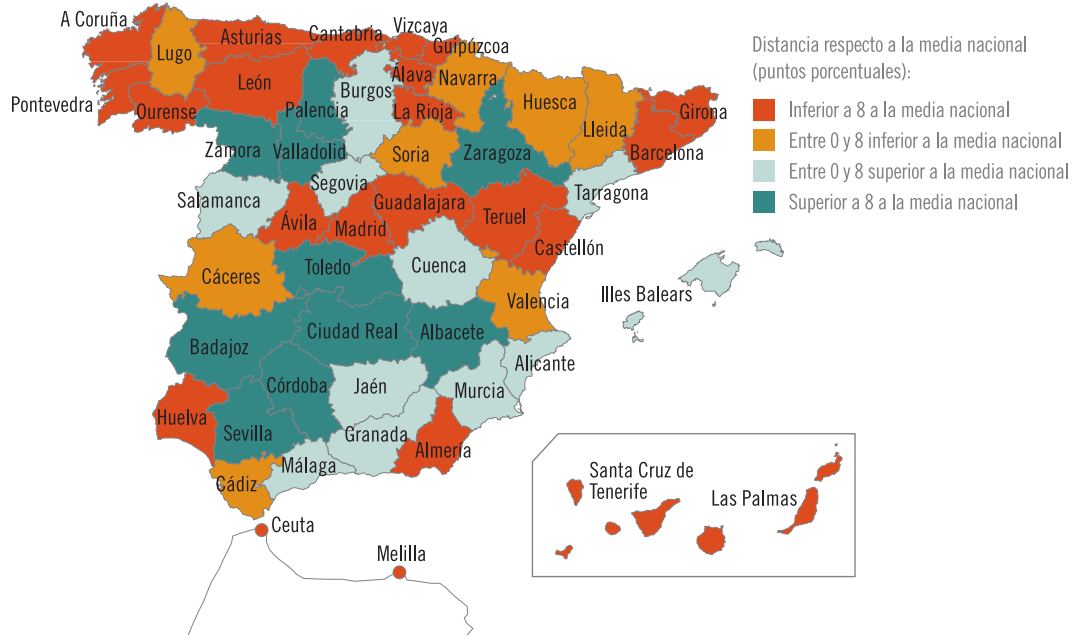 A Coruña
Lugo
Asturias
Cantabria
Vizcaya
Guipúzcoa
Álava
Navarra
Pontevedra
Ourense
León
Palencia
Burgos
La Rioja
Huesca
Lleida
Girona
Barcelona
Zamora
Valladolid
Soria
Zaragoza
Tarragona
Salamanca
Segovia
Ávila
Madrid
Guadalajara
Teruel
Castellón
Cáceres
Toledo
Cuenca
Valencia
Illes Balears
Badajoz
Ciudad Real
Albacete
Alicante
Córdoba
Jaén
Murcia
Huelva
Sevilla
Granada
Almería
Málaga
Cádiz
Ceuta
Melilla
Santa Cruz de
Tenerife
Las Palmas
Distancia respecto a la media nacional
(puntos porcentuales):
Inferior a 8 a la media nacional
Entre 0 y 8 inferior a la media nacional
Entre 0 y 8 superior a la media nacional
Superior a 8 a la media nacional